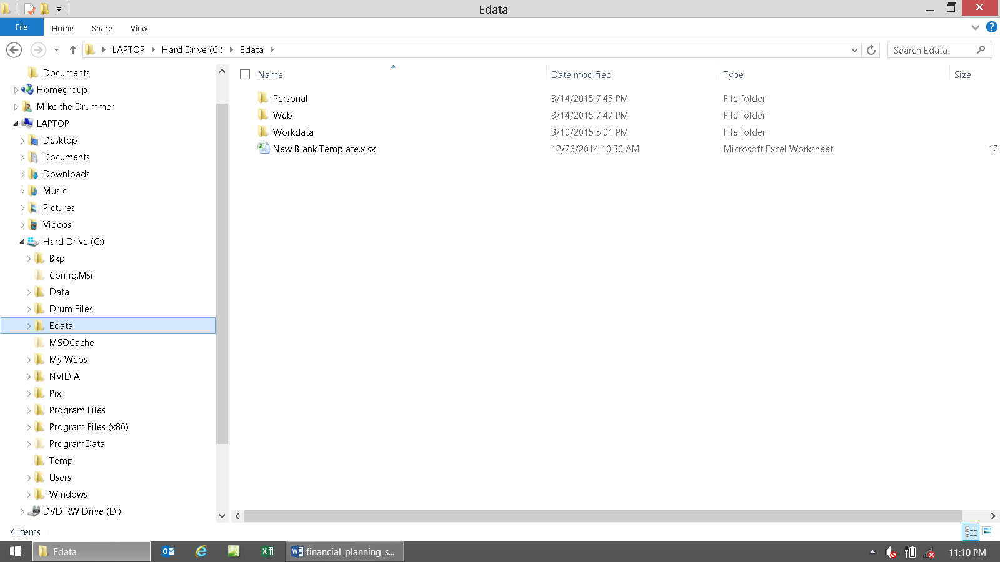 Edata
File Home Share View
LAPTOP Hard Drive (C:) Edata
Search Edata
Documents
Homegroup
Mike the Drummer
LAPTOP
Desktop
Documents
Downloads
Music
Pictures
Videos
Hard Drive (C:)
Bkp
Config.Msi
Data
Drum Files
Edata
MSOCache
My Webs
NVIDIA
Pix
Program Files
Program Files (x86)
ProgramData
Temp
Users
Windows
DVD RW Drive (D:)
Name Date modified Type Size
Personal 3/14/2015 7:45 PM File folder
Web 3/14/2015 7:47 PM File folder
Workdata 3/10/2015 5:01 PM File folder
New Blank Template.xlsx 12/26/2014 10:30 AM Microsoft Excel Worksheet 12
4 items
Edata financial_planning_s... 11:10 PM